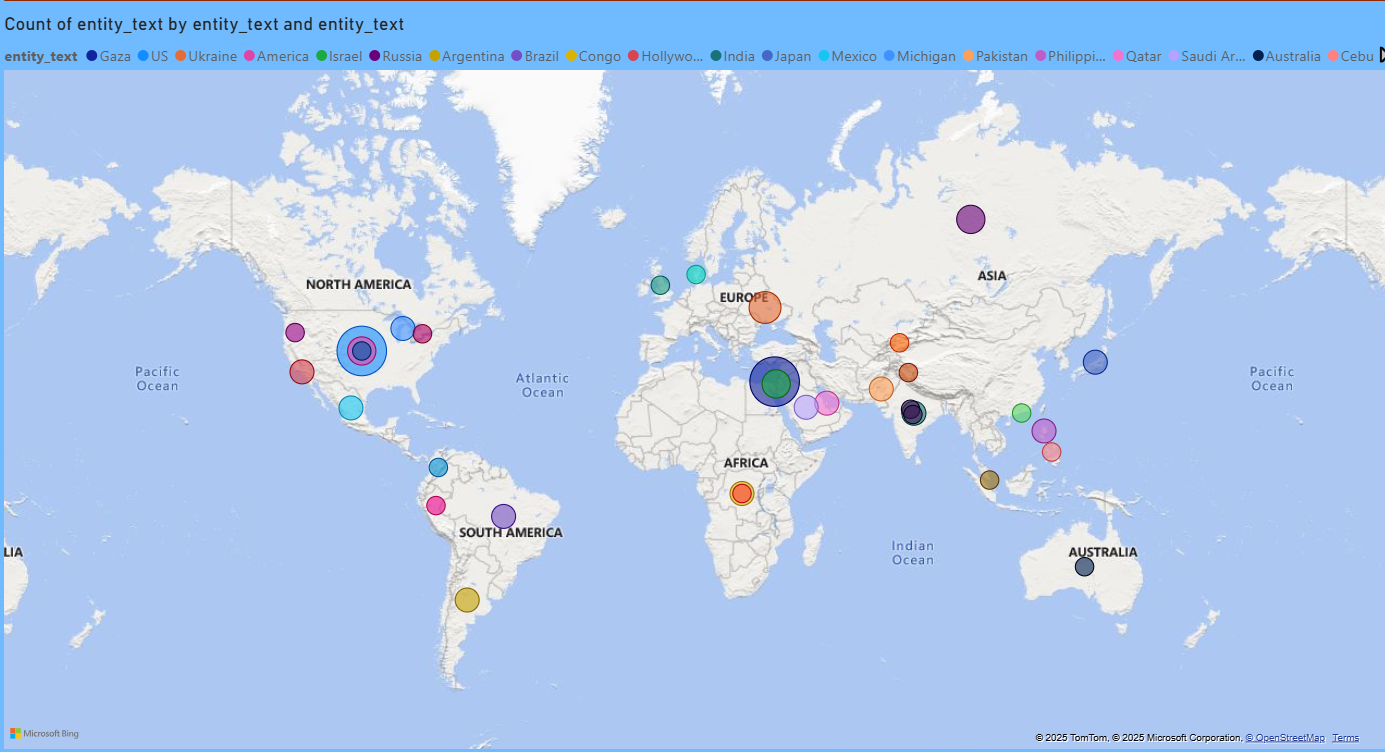 Count of entity_text by entity_text and entity_text
entity_text Gaza US Ukraine America Israel Russia Argentina Brazil Congo Hollywo... India Japan Mexico Michigan Pakistan Philippi... Qatar Saudi Ar... Australia Cebu
NORTH AMERICA
ASIA
EUROPE
Pacific
Ocean
Atlantic
Ocean
Pacific
Ocean
AFRICA
SOUTH AMERICA
Indian
Ocean
LIA
AUSTRALIA
Microsoft Bing
© 2025 TomTom, © 2025 Microsoft Corporation, © OpenStreetMap Terms